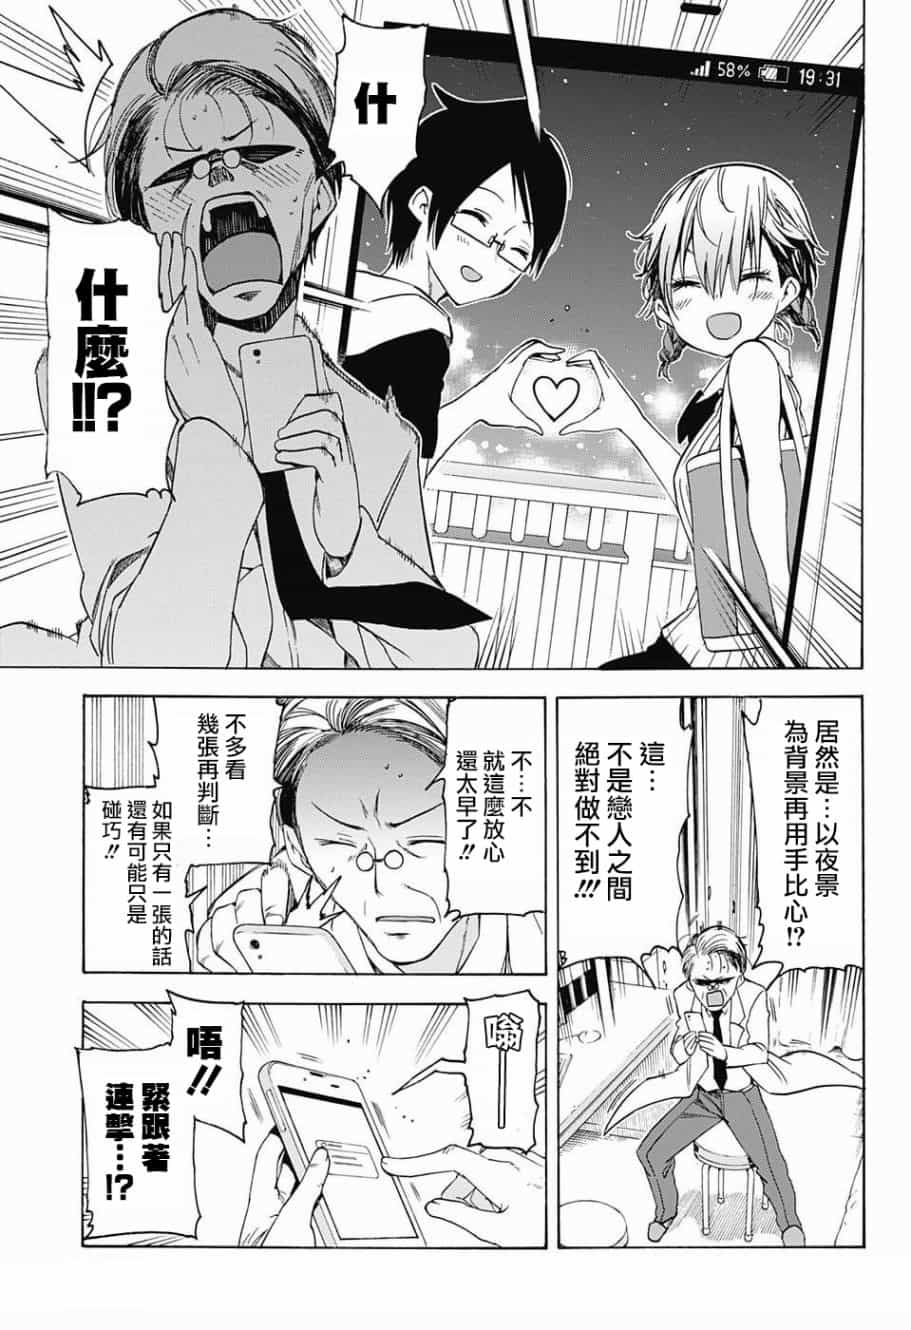 58% 19:31
什
什麼!!?
居然是…以夜景
為背景再用手比心!?
這…
不是戀人之間
絕對做不到!!!
不…不
就這麼放心
還太早了!!
不多看
幾張再判斷…
如果只有一張的話
還有可能只是
碰巧!!
嗡——
唔!!
緊跟著
連擊…!?